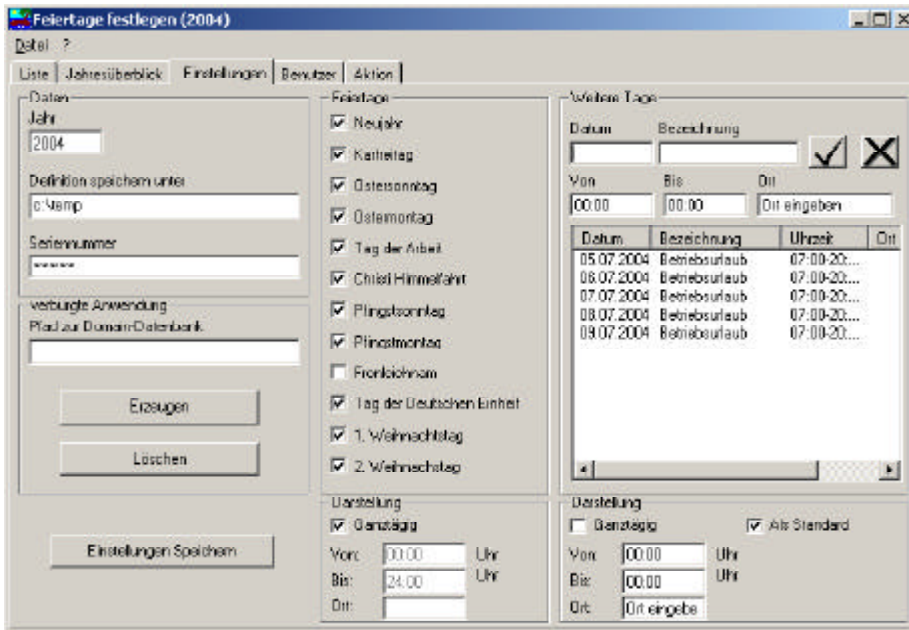 Feiertage festlegen (2004)
Datei ?
Liste Jahresüberblick Einstellungen Benutzer Aktion
Daten
Jahr
2004
Definition speichern unter
c:\temp
Seriennummer
******
verburgte Anwendung
Pfad zur Domain-Datenbank
Erzeugen
Löschen
Einstellungen Speichern
Feiertage
Neujahr
Karfreitag
Ostersonntag
Ostermontag
Tag der Arbeit
Christi Himmelfahrt
Pfingstsonntag
Pfingstmontag
Fronleichnam
Tag der Deutschen Einheit
1. Weihnachtstag
2. Weihnachstag
Darstellung
Ganztägig
Von: 00:00 Uhr
Bis: 24:00 Uhr
Ort:
Weitere Tage
Datum Bezeichnung
Von Bis Ort
00:00 00:00 Ort eingeben
Datum Bezeichnung Uhrzeit Ort
05.07.2004 Betriebsurlaub 07:00-20:...
06.07.2004 Betriebsurlaub 07:00-20:...
07.07.2004 Betriebsurlaub 07:00-20:...
08.07.2004 Betriebsurlaub 07:00-20:...
09.07.2004 Betriebsurlaub 07:00-20:...
Darstellung
Ganztägig Als Standard
Von: 00:00 Uhr
Bis: 00:00 Uhr
Ort: Ort eingebe